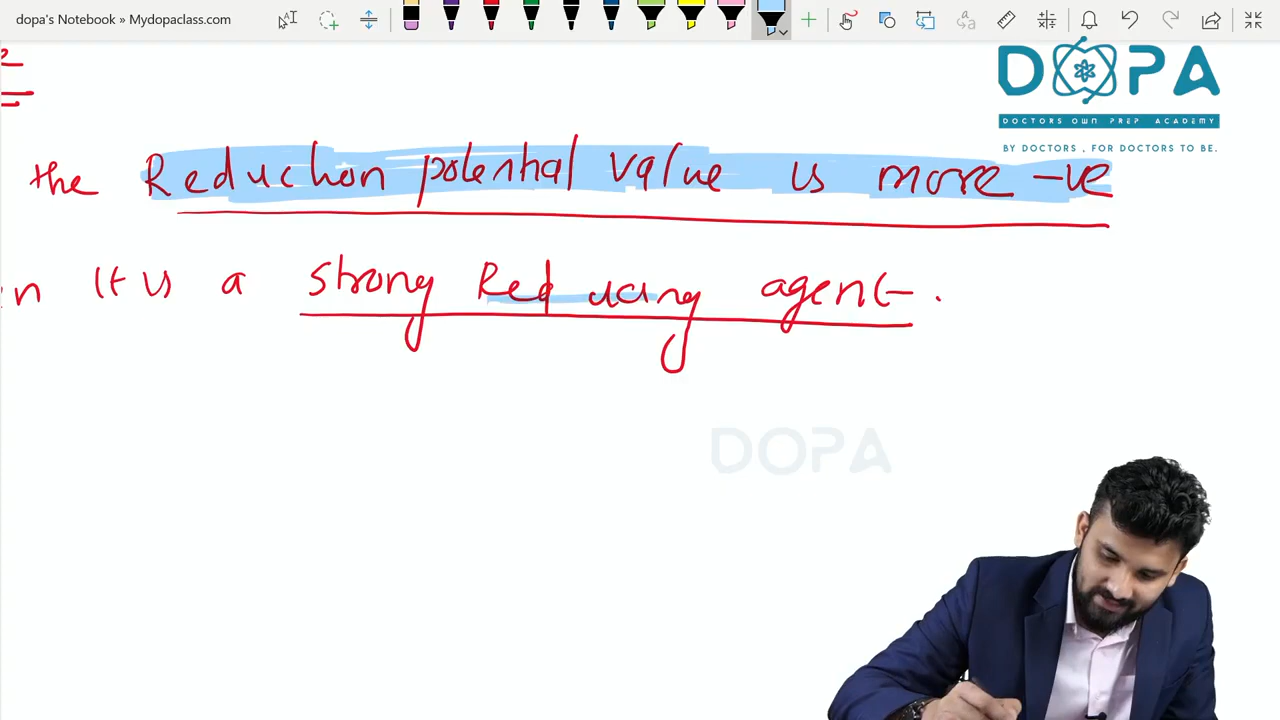 dopa's Notebook » Mydopaclass.com
DOPA
DOCTORS OWN PREP ACADEMY
BY DOCTORS , FOR DOCTORS TO BE.
the Reduction potential value is more -ve
n It is a strong Reducing agent.
DOPA